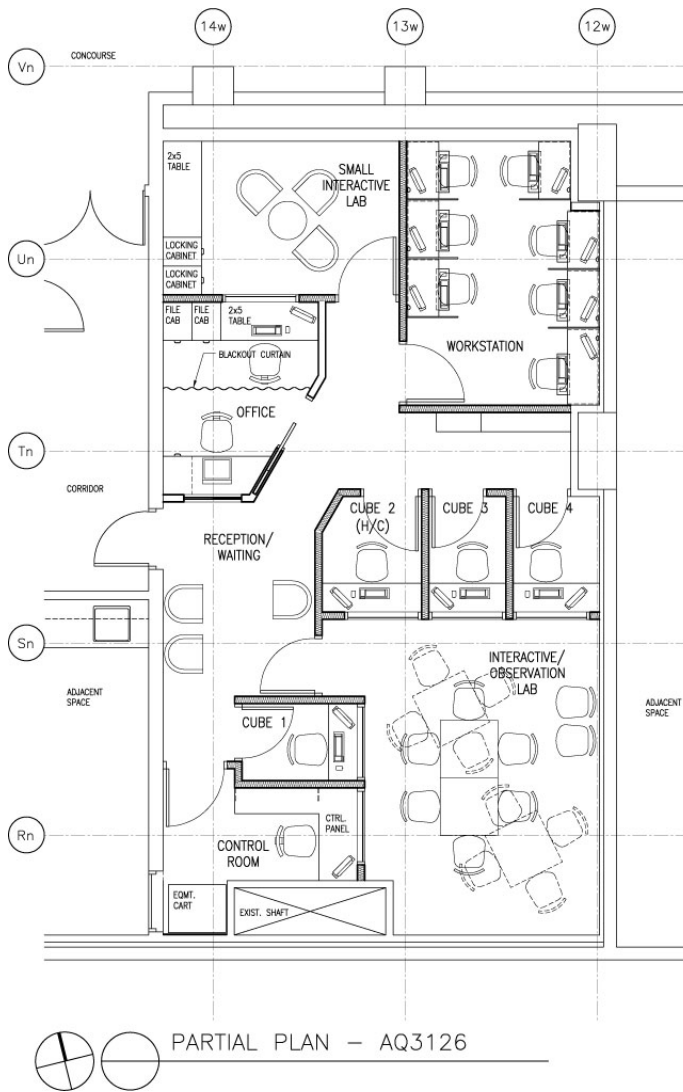 14w
13w
12w
Vn
CONCOURSE
2x5
TABLE
SMALL
INTERACTIVE
LAB
Un
LOCKING
CABINET
LOCKING
CABINET
FILE
CAB
FILE
CAB
2x5
TABLE
WORKSTATION
BLACKOUT CURTAIN
OFFICE
Tn
CORRIDOR
CUBE 2
(H/C)
CUBE 3
CUBE 4
RECEPTION/
WAITING
Sn
INTERACTIVE/
OBSERVATION
LAB
ADJACENT
SPACE
ADJACENT
SPACE
CUBE 1
Rn
CTRL.
PANEL
CONTROL
ROOM
EQMT.
CART
EXIST. SHAFT
PARTIAL PLAN – AQ3126